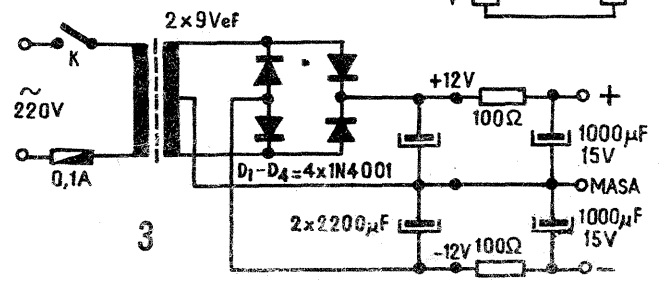 2×9Vef
K
~
220V
0,1A
+12V
100Ω
+
1000µF
15V
D₁-D₄=4×1N4001
MASA
2×2200µF
-12V
100Ω
1000µF
15V
-
3